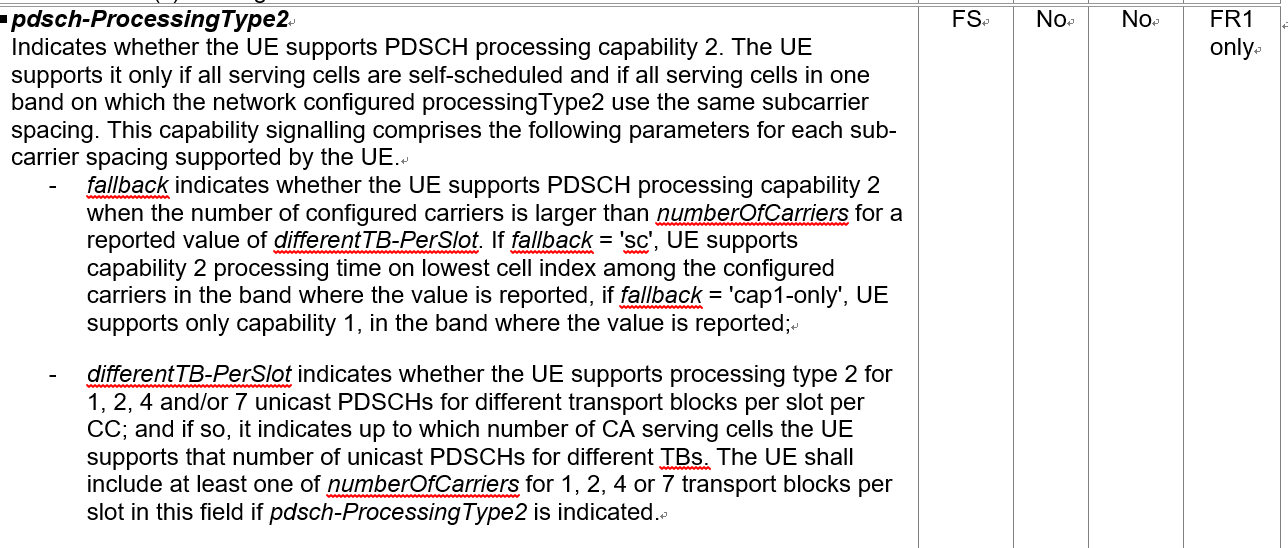 pdsch-ProcessingType2 FS No No FR1
Indicates whether the UE supports PDSCH processing capability 2. The UE only
supports it only if all serving cells are self-scheduled and if all serving cells in one
band on which the network configured processingType2 use the same subcarrier
spacing. This capability signalling comprises the following parameters for each sub-
carrier spacing supported by the UE.
- fallback indicates whether the UE supports PDSCH processing capability 2
when the number of configured carriers is larger than numberOfCarriers for a
reported value of differentTB-PerSlot. If fallback = 'sc', UE supports
capability 2 processing time on lowest cell index among the configured
carriers in the band where the value is reported, if fallback = 'cap1-only', UE
supports only capability 1, in the band where the value is reported;
- differentTB-PerSlot indicates whether the UE supports processing type 2 for
1, 2, 4 and/or 7 unicast PDSCHs for different transport blocks per slot per
CC; and if so, it indicates up to which number of CA serving cells the UE
supports that number of unicast PDSCHs for different TBs. The UE shall
include at least one of numberOfCarriers for 1, 2, 4 or 7 transport blocks per
slot in this field if pdsch-ProcessingType2 is indicated.